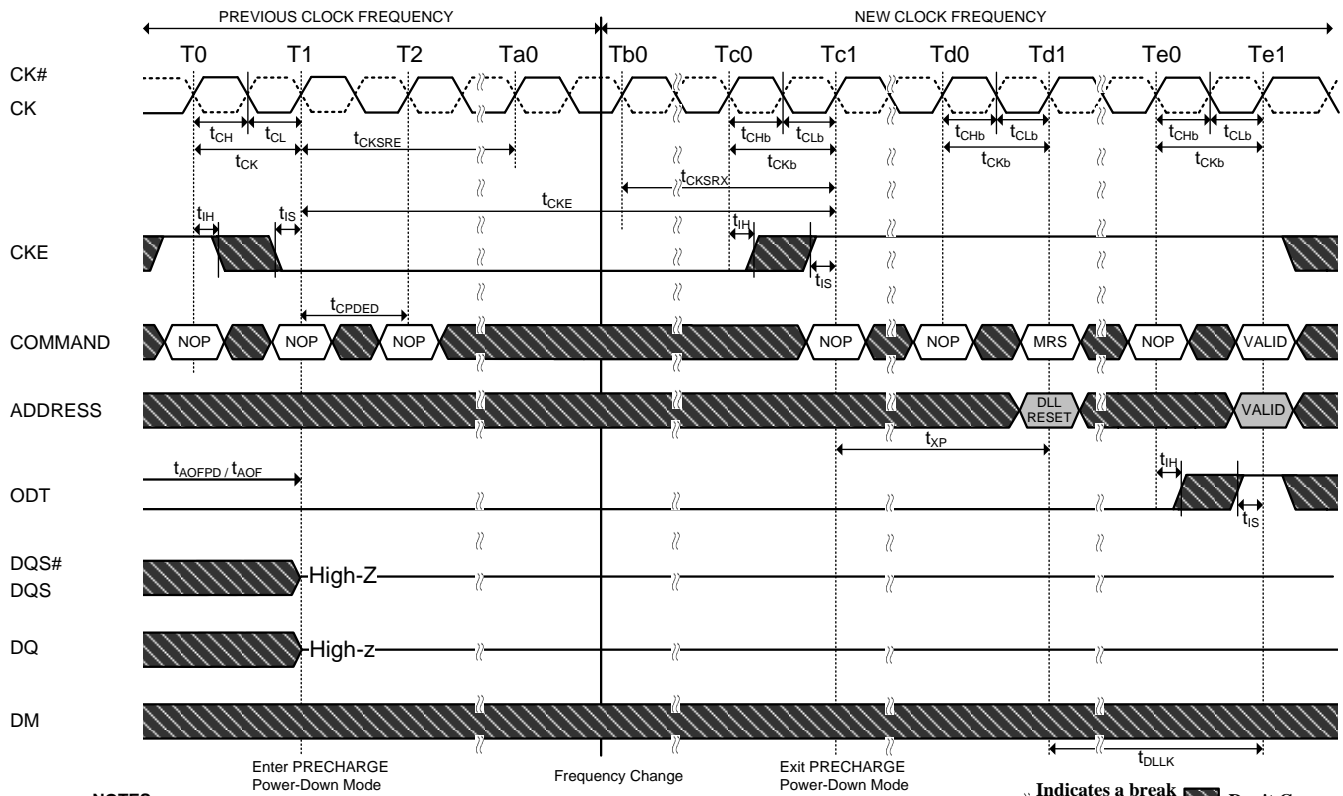 PREVIOUS CLOCK FREQUENCY NEW CLOCK FREQUENCY
T0 T1 T2 Ta0 Tb0 Tc0 Tc1 Td0 Td1 Te0 Te1
CK#
CK
tCH tCL tCHb tCLb tCHb tCLb tCHb tCLb
tCK tCKSRE tCKb tCKb tCKb
tCKSRX
tCKE
tIH tIS tIH
CKE
tIS
tCPDED
COMMAND NOP NOP NOP NOP NOP MRS NOP VALID
ADDRESS DLL RESET VALID
tXP
tAOFPD / tAOF tIH
ODT
tIS
DQS#
DQS High-Z
DQ High-z
DM
tDLLK
Enter PRECHARGE
Power-Down Mode
Frequency Change
Exit PRECHARGE
Power-Down Mode
Indicates a break